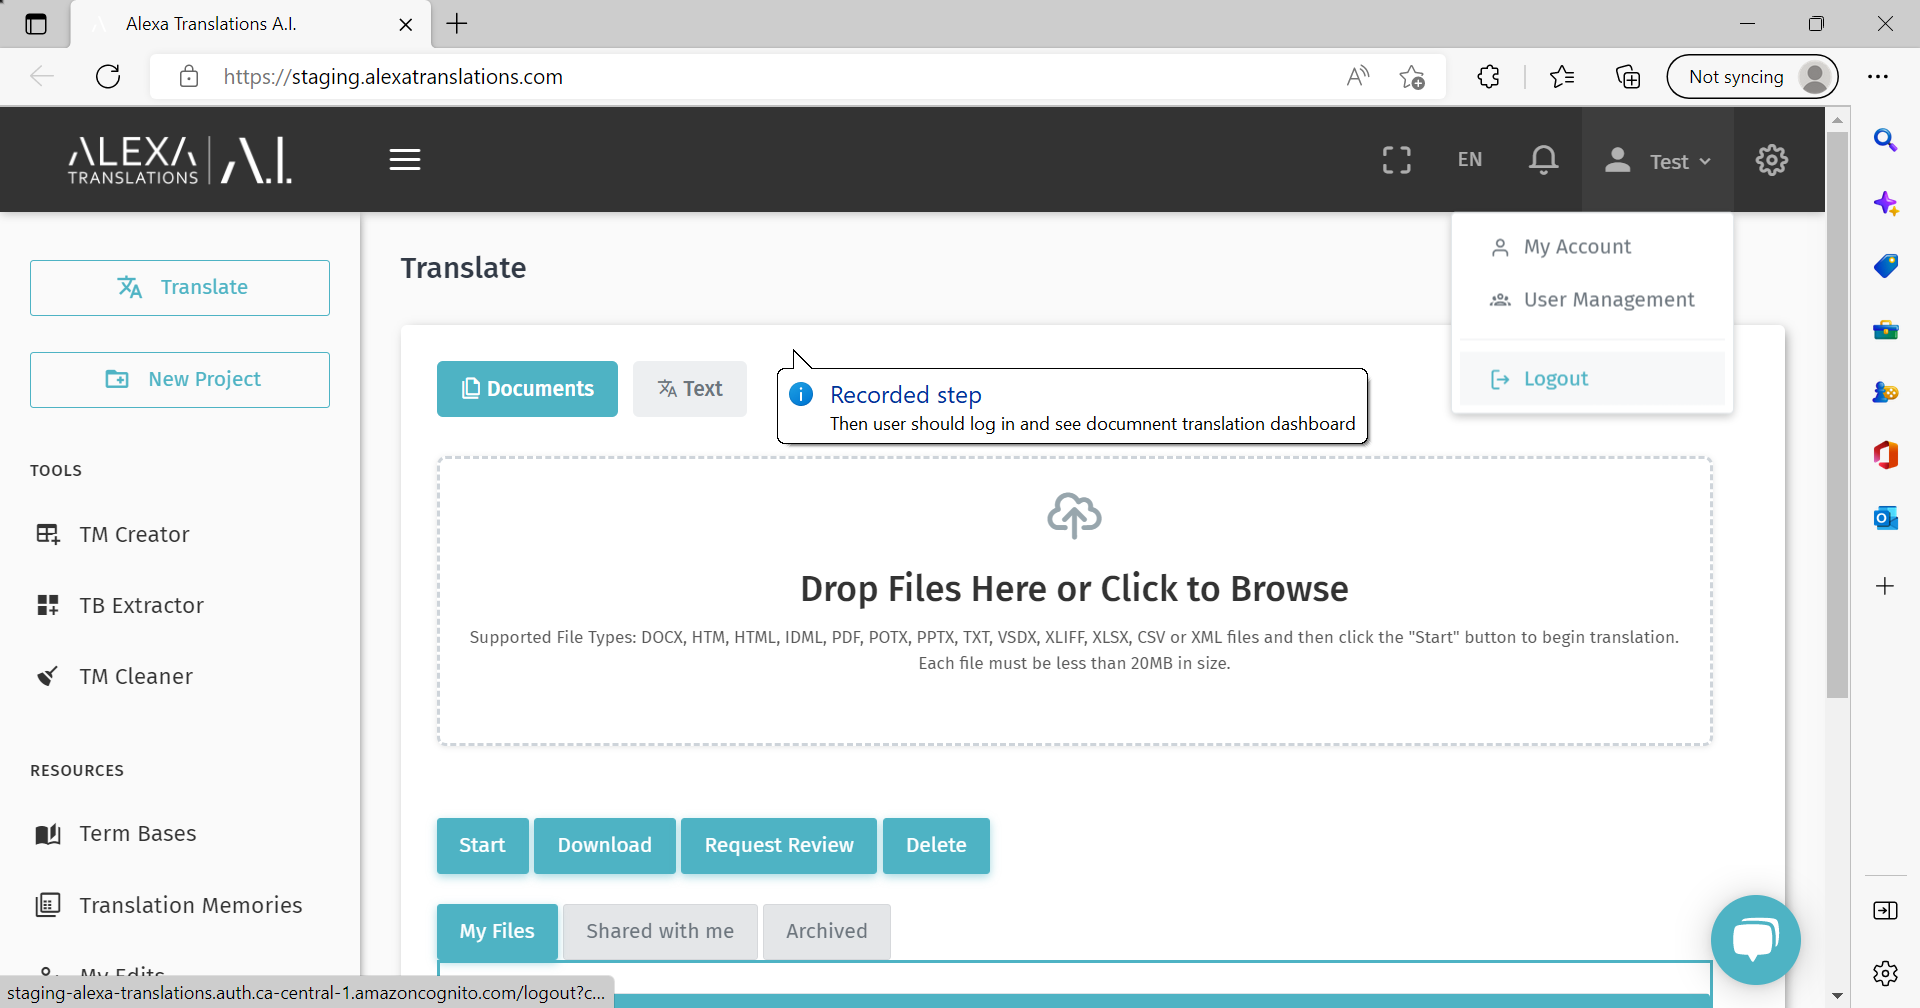 Alexa Translations A.I.
https://staging.alexatranslations.com
Not syncing
ALEXA TRANSLATIONS A.I.
EN
Test
My Account
User Management
Logout
Translate
New Project
TOOLS
TM Creator
TB Extractor
TM Cleaner
RESOURCES
Term Bases
Translation Memories
My Edits
Translate
Documents
Text
Recorded step
Then user should log in and see documnent translation dashboard
Drop Files Here or Click to Browse
Supported File Types: DOCX, HTM, HTML, IDML, PDF, POTX, PPTX, TXT, VSDX, XLIFF, XLSX, CSV or XML files and then click the "Start" button to begin translation.
Each file must be less than 20MB in size.
Start
Download
Request Review
Delete
My Files
Shared with me
Archived
staging-alexa-translations.auth.ca-central-1.amazoncognito.com/logout?c...